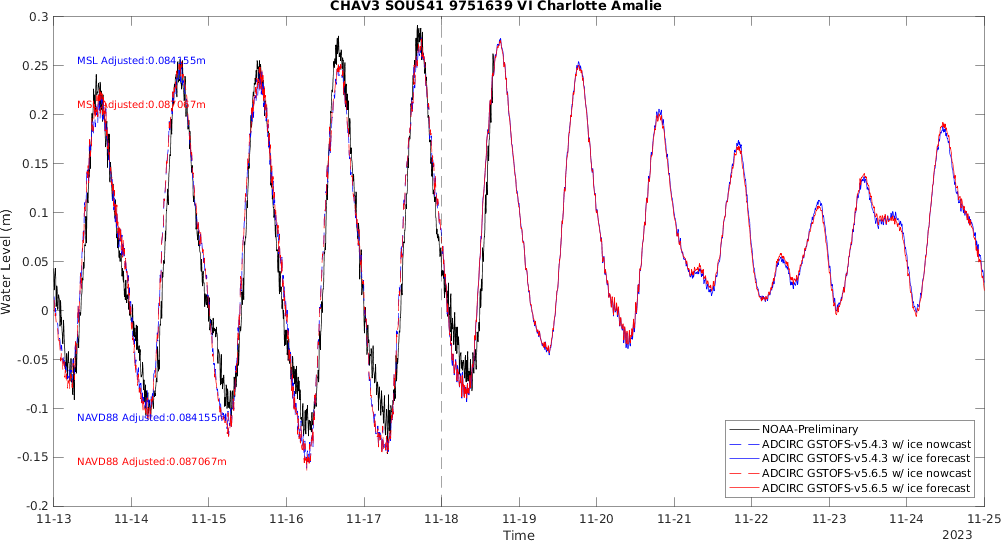 CHAV3 SOUS41 9751639 VI Charlotte Amalie
0.3
0.25
0.2
0.15
0.1
0.05
0
-0.05
-0.1
-0.15
-0.2
Water Level (m)
MSL Adjusted:0.084155m
MSL Adjusted:0.087067m
NAVD88 Adjusted:0.084155m
NAVD88 Adjusted:0.087067m
NOAA-Preliminary
ADCIRC GSTOFS-v5.4.3 w/ ice nowcast
ADCIRC GSTOFS-v5.4.3 w/ ice forecast
ADCIRC GSTOFS-v5.6.5 w/ ice nowcast
ADCIRC GSTOFS-v5.6.5 w/ ice forecast
11-13 11-14 11-15 11-16 11-17 11-18 11-19 11-20 11-21 11-22 11-23 11-24 11-25
Time
2023